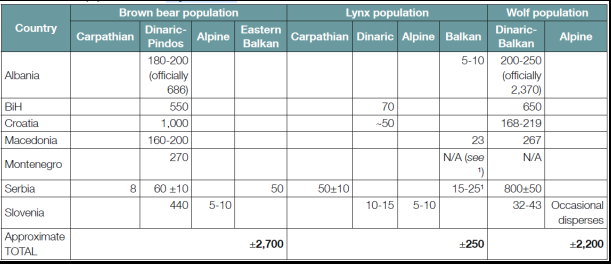 Country Brown bear population Lynx population Wolf population
Carpathian Dinaric-Pindos Alpine Eastern Balkan Carpathian Dinaric Alpine Balkan Dinaric-Balkan Alpine
Albania 180-200 (officially 686) 5-10 200-250 (officially 2,370)
BiH 550 70 650
Croatia 1,000 ~50 168-219
Macedonia 160-200 23 267
Montenegro 270 N/A (see ¹) N/A
Serbia 8 60 ±10 50 50±10 15-25¹ 800±50
Slovenia 440 5-10 10-15 5-10 32-43 Occasional disperses
Approximate TOTAL ±2,700 ±250 ±2,200